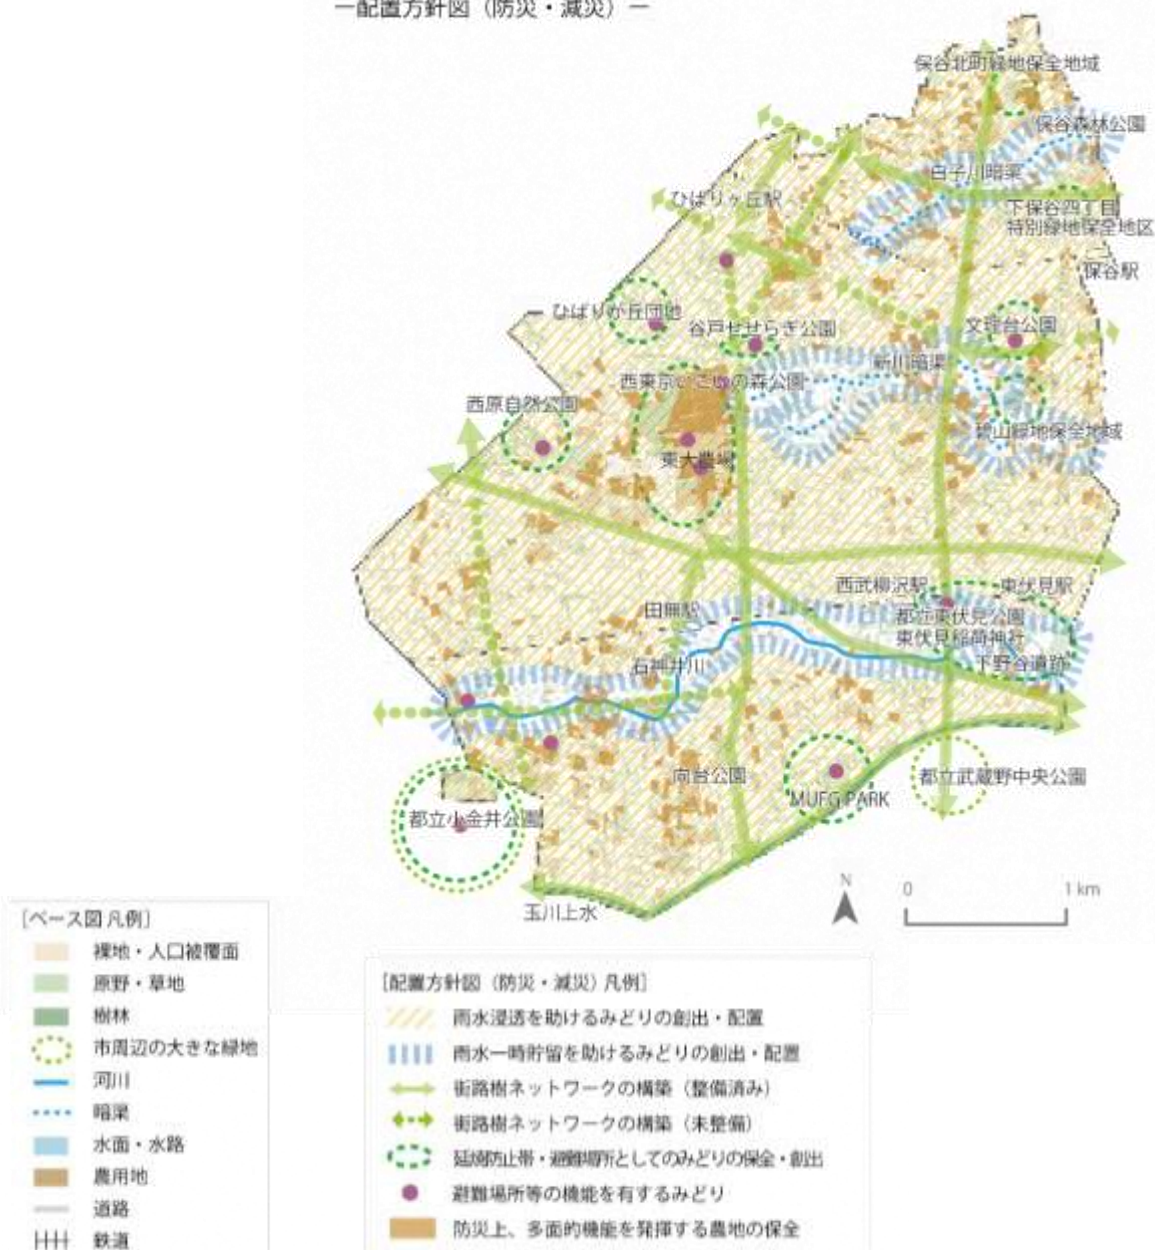 ー配置方針図（防災・減災）ー
保谷北町緑地保全地域
保谷森林公園
白子川暗渠
ひばりヶ丘駅
下保谷四丁目
特別緑地保全地区
保谷駅
ひばりが丘団地
谷戸せせらぎ公園
文理台公園
新川暗渠
西東京いこいの森公園
西原自然公園
碧山緑地保全地域
東大農場
西武柳沢駅
東伏見駅
田無駅
都立東伏見公園
東伏見稲荷神社
石神井川
下野谷遺跡
向台公園
都立武蔵野中央公園
MUFG PARK
都立小金井公園
玉川上水
N
0 1 km
［ベース図 凡例］
裸地・人口被覆面
原野・草地
樹林
市周辺の大きな緑地
河川
暗渠
水面・水路
農用地
道路
鉄道
［配置方針図（防災・減災）凡例］
雨水浸透を助けるみどりの創出・配置
雨水一時貯留を助けるみどりの創出・配置
街路樹ネットワークの構築（整備済み）
街路樹ネットワークの構築（未整備）
延焼防止帯・避難場所としてのみどりの保全・創出
避難場所等の機能を有するみどり
防災上、多面的機能を発揮する農地の保全